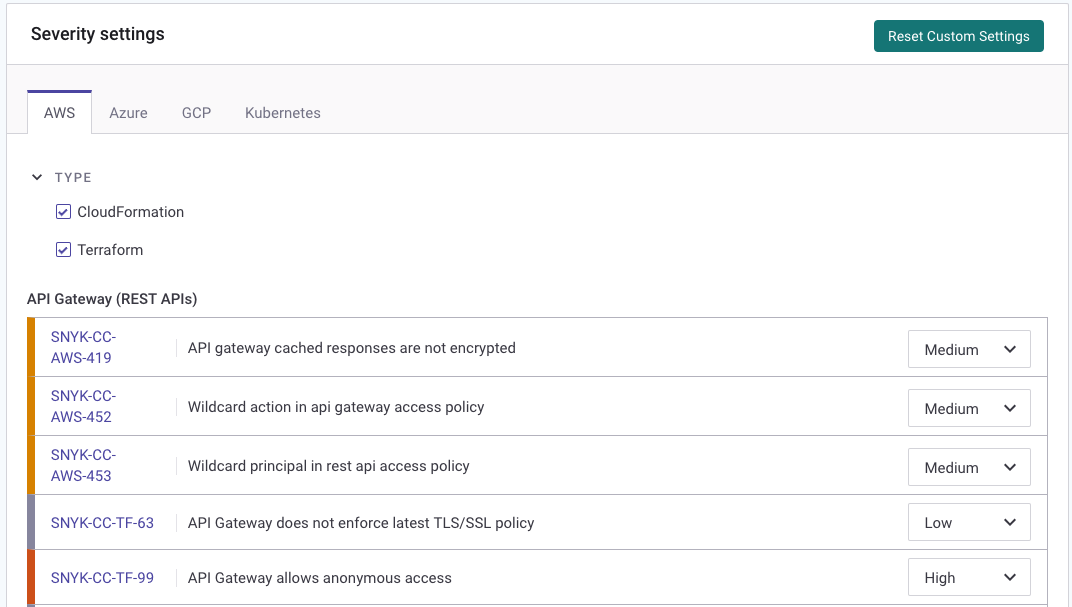 Severity settings
Reset Custom Settings
AWS Azure GCP Kubernetes
TYPE
CloudFormation
Terraform
API Gateway (REST APIs)
SNYK-CC-
AWS-419
API gateway cached responses are not encrypted
Medium
SNYK-CC-
AWS-452
Wildcard action in api gateway access policy
Medium
SNYK-CC-
AWS-453
Wildcard principal in rest api access policy
Medium
SNYK-CC-TF-63
API Gateway does not enforce latest TLS/SSL policy
Low
SNYK-CC-TF-99
API Gateway allows anonymous access
High